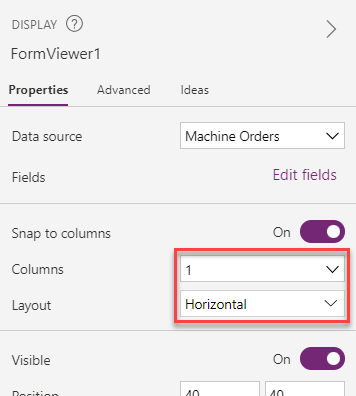 DISPLAY ?
FormViewer1
Properties Advanced Ideas
Data source Machine Orders
Fields Edit fields
Snap to columns On
Columns 1
Layout Horizontal
Visible On
Position 40 40